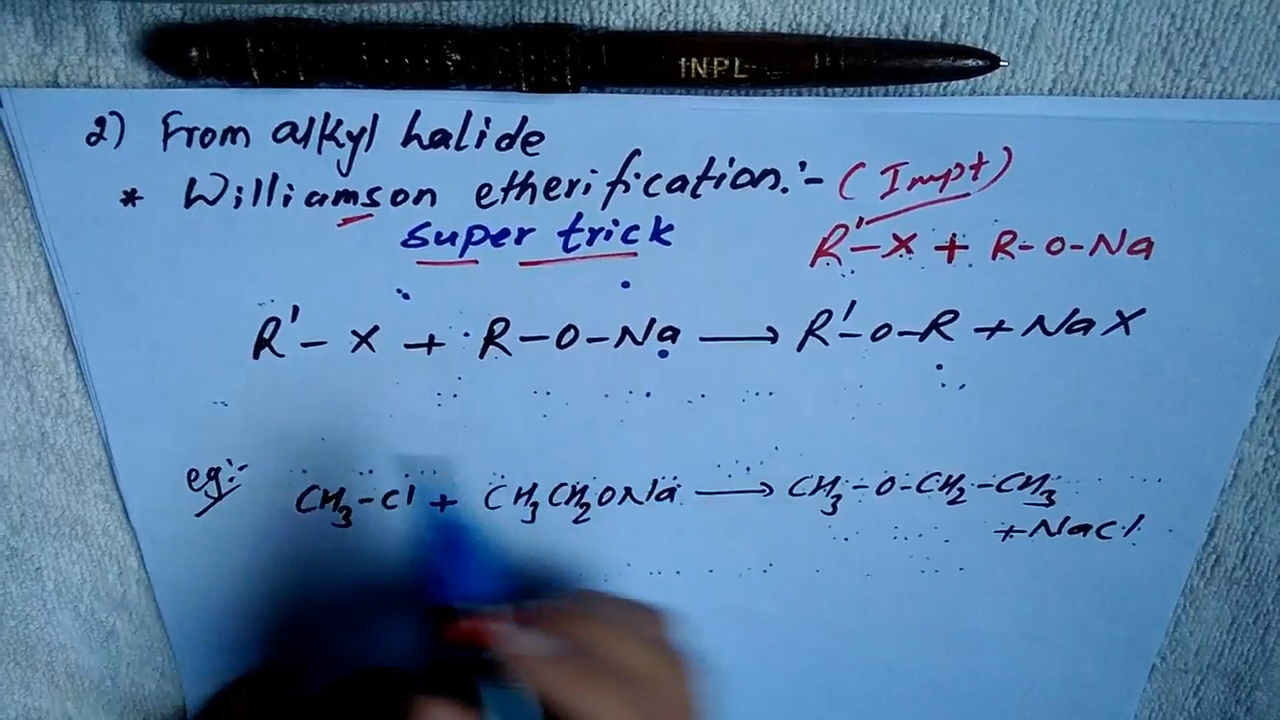 INPL
2) From alkyl halide
* Williamson etherification:- (Impt)
super trick
R'-X + R-O-Na
R'-X + R-O-Na ⟶ R'-O-R + NaX
eg:- CH₃-Cl + CH₃CH₂ONa ⟶ CH₃-O-CH₂-CH₃
+NaCl